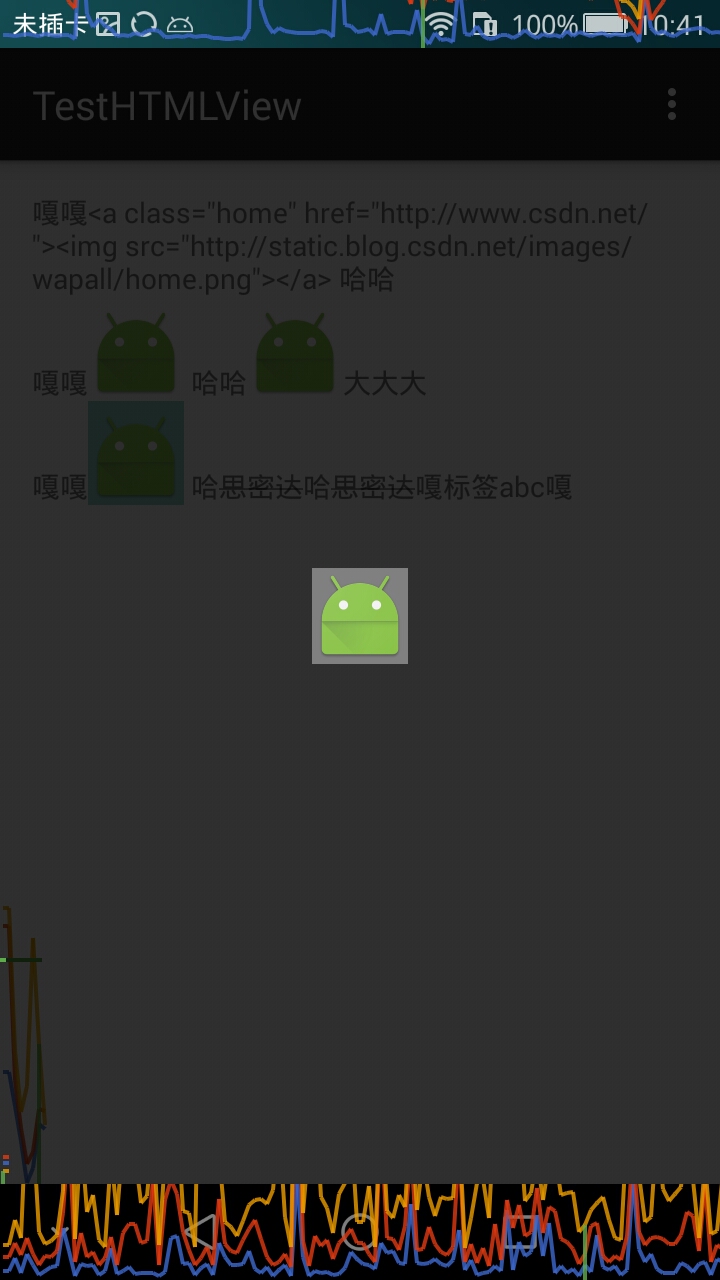 未插卡 100% 10:41
TestHTMLView
嘎嘎<a class="home" href="http://www.csdn.net/
"><img src="http://static.blog.csdn.net/images/
wapall/home.png"></a> 哈哈
嘎嘎 哈哈 大大大
嘎嘎 哈思密达哈思密达嘎标签abc嘎